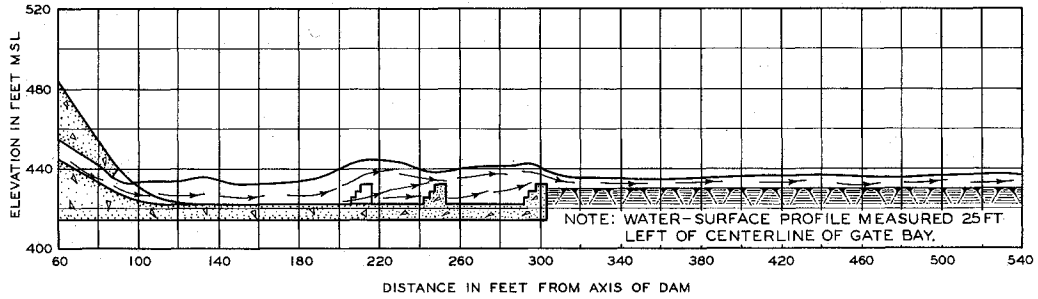 520
480
440
400
ELEVATION IN FEET M.S.L.
NOTE: WATER-SURFACE PROFILE MEASURED 25 FT
LEFT OF CENTERLINE OF GATE BAY.
60 100 140 180 220 260 300 340 380 420 460 500 540
DISTANCE IN FEET FROM AXIS OF DAM